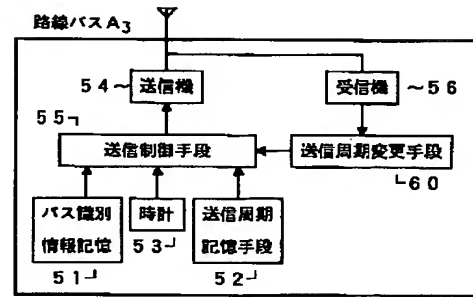 路線バスA₃
54 送信機
受信機 56
55
送信制御手段
送信周期変更手段
60
バス識別
情報記憶
時計
送信周期
記憶手段
51
53
52